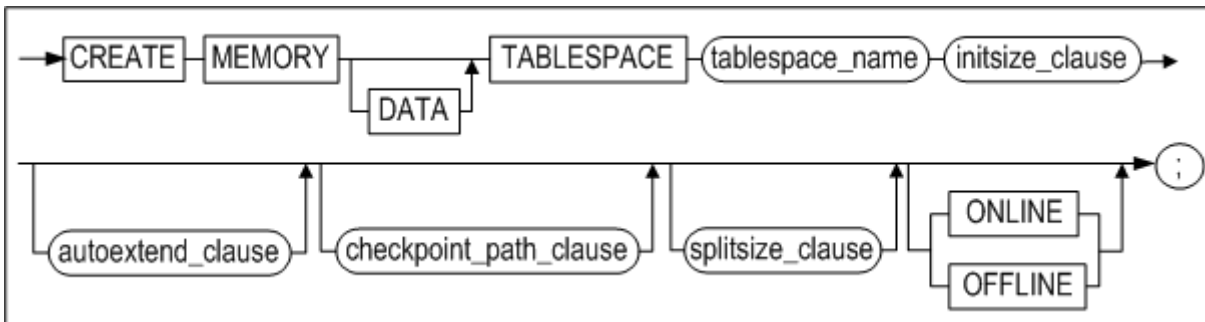 CREATE MEMORY TABLESPACE tablespace_name initsize_clause
DATA
autoextend_clause checkpoint_path_clause splitsize_clause ONLINE ;
OFFLINE